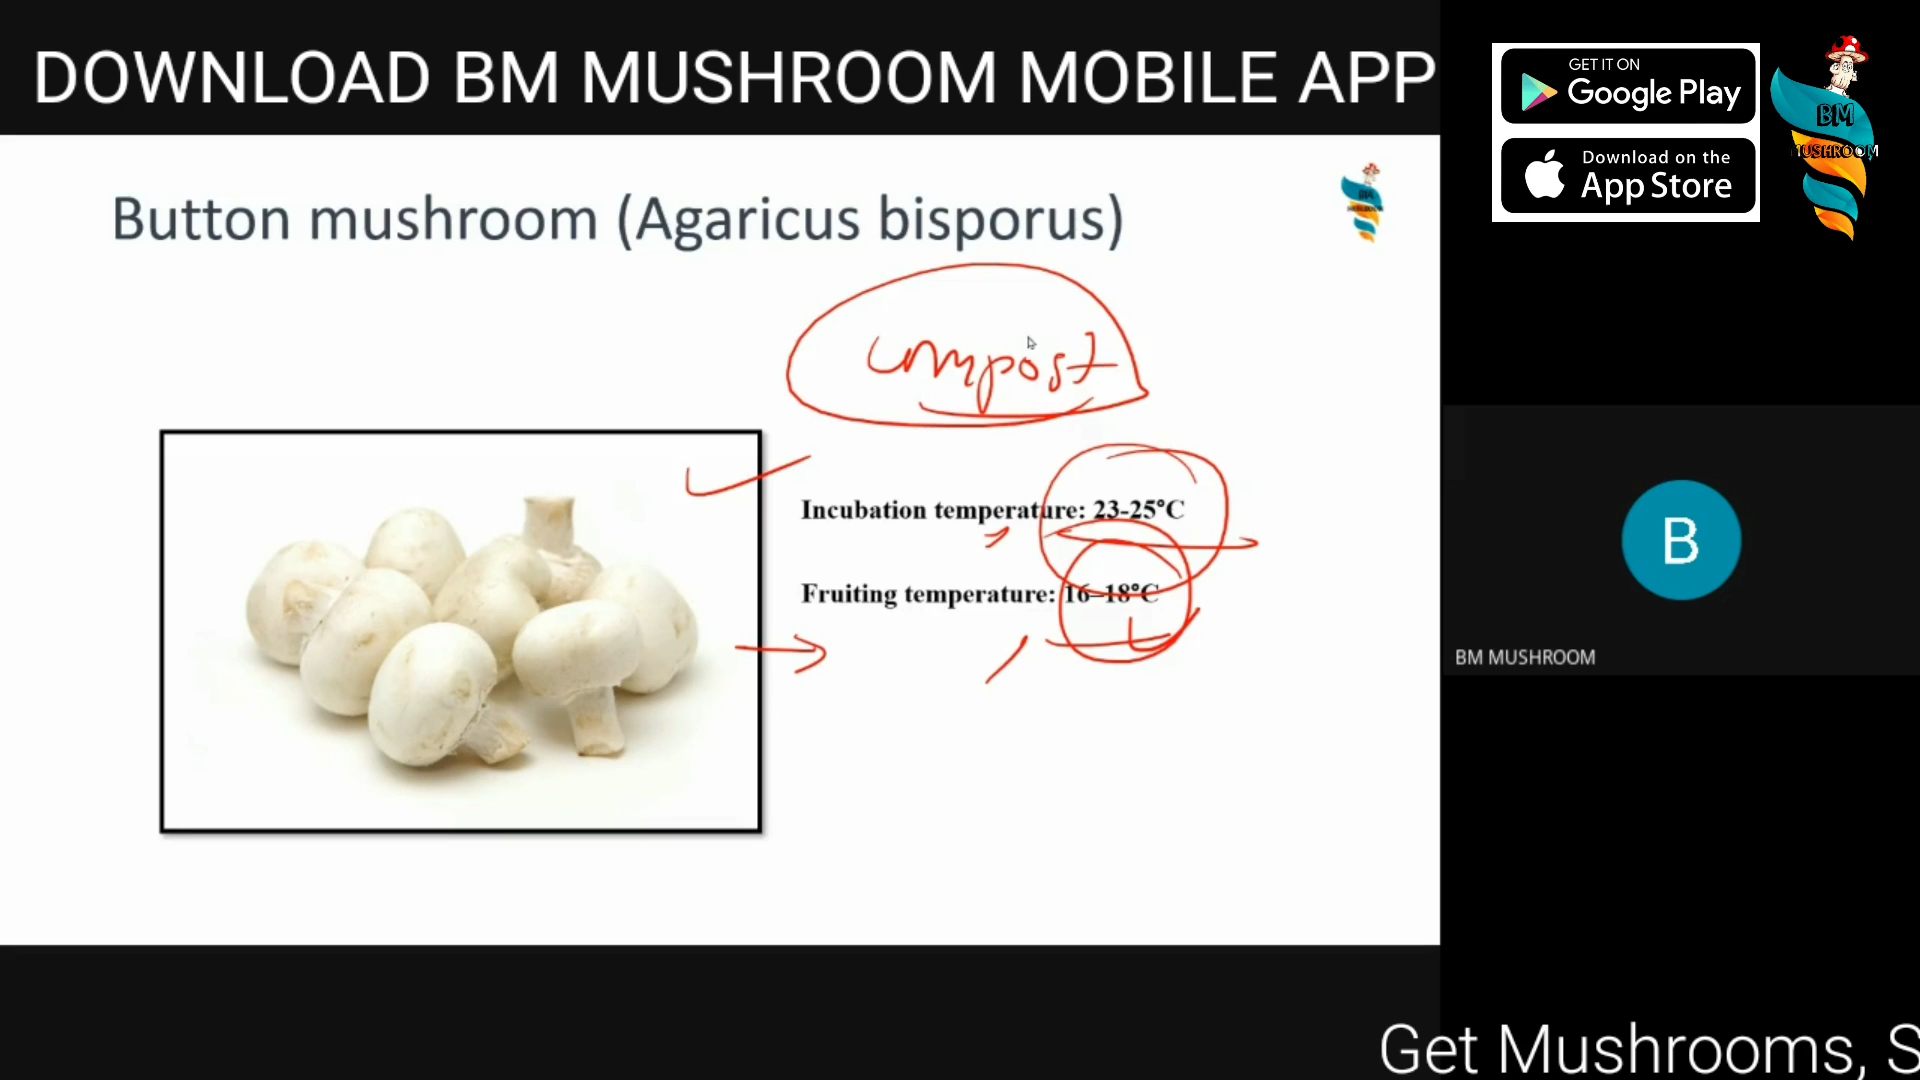 DOWNLOAD BM MUSHROOM MOBILE APP
GET IT ON
Google Play
Download on the
App Store
BM
MUSHROOM
Button mushroom (Agaricus bisporus)
compost
Incubation temperature: 23-25°C
Fruiting temperature: 16–18°C
B
BM MUSHROOM
Get Mushrooms, S